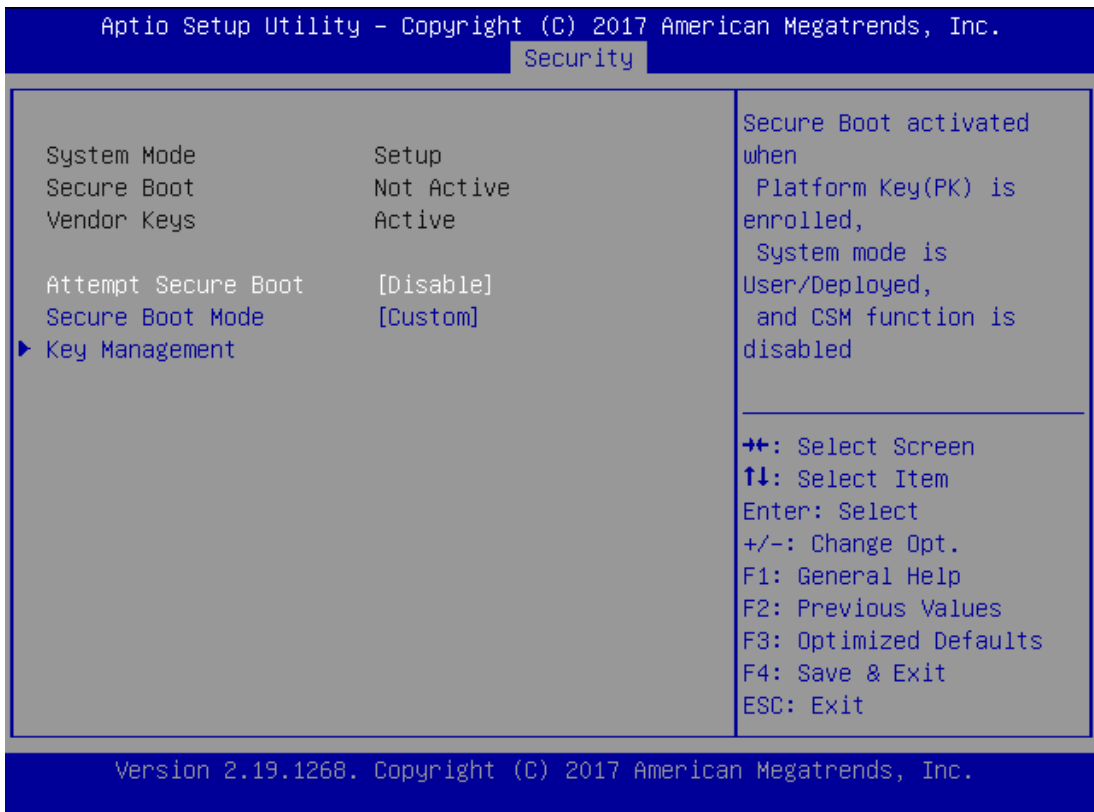 Aptio Setup Utility – Copyright (C) 2017 American Megatrends, Inc.
Security
System Mode Setup
Secure Boot Not Active
Vendor Keys Active
Attempt Secure Boot [Disable]
Secure Boot Mode [Custom]
Key Management
Secure Boot activated
when
Platform Key(PK) is
enrolled,
System mode is
User/Deployed,
and CSM function is
disabled
→←: Select Screen
↑↓: Select Item
Enter: Select
+/-: Change Opt.
F1: General Help
F2: Previous Values
F3: Optimized Defaults
F4: Save & Exit
ESC: Exit
Version 2.19.1268. Copyright (C) 2017 American Megatrends, Inc.